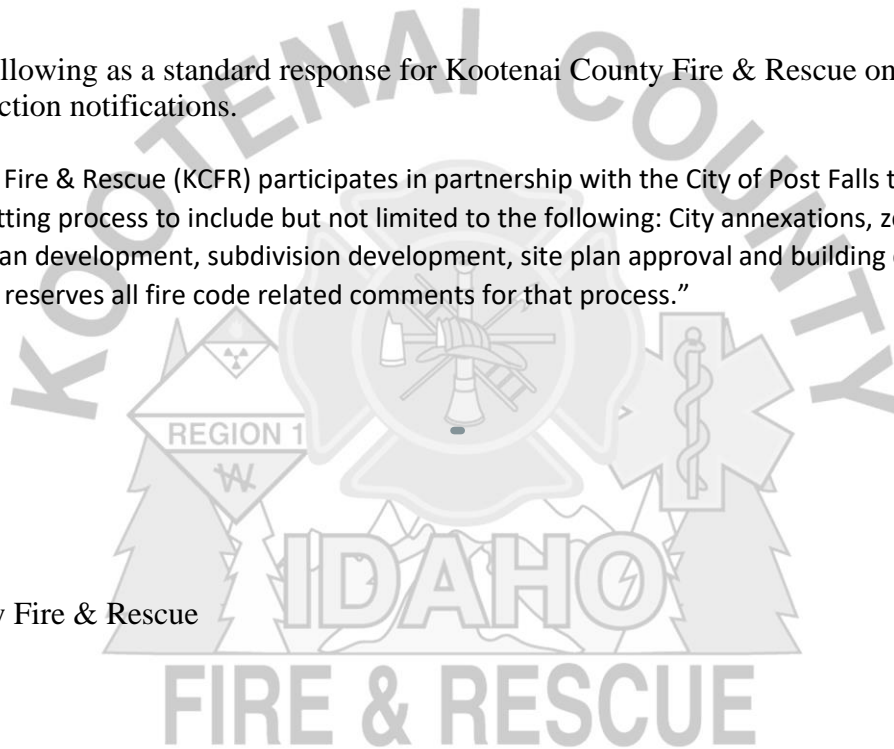 llowing as a standard response for Kootenai County Fire & Rescue on
ction notifications.
Fire & Rescue (KCFR) participates in partnership with the City of Post Falls t
tting process to include but not limited to the following: City annexations, z
an development, subdivision development, site plan approval and building
reserves all fire code related comments for that process.”
KOOTENAI COUNTY
REGION 1
IDAHO
y Fire & Rescue
FIRE & RESCUE